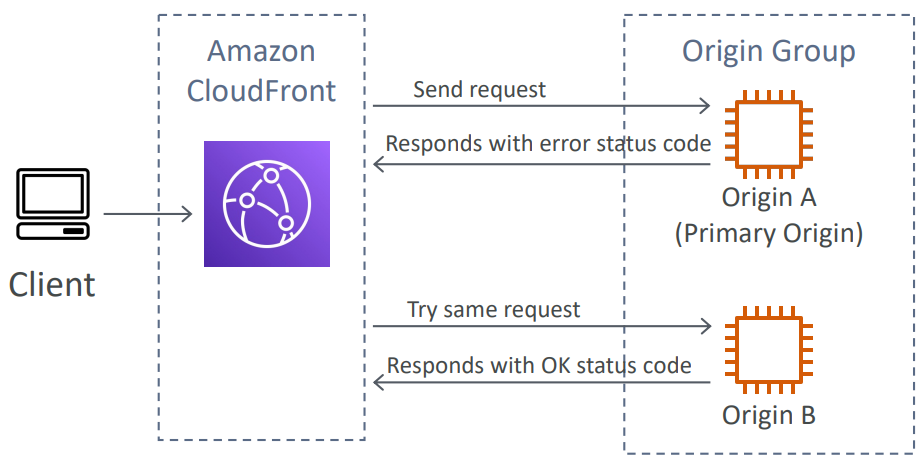 Amazon
CloudFront
Origin Group
Send request
Responds with error status code
Origin A
(Primary Origin)
Client
Try same request
Responds with OK status code
Origin B